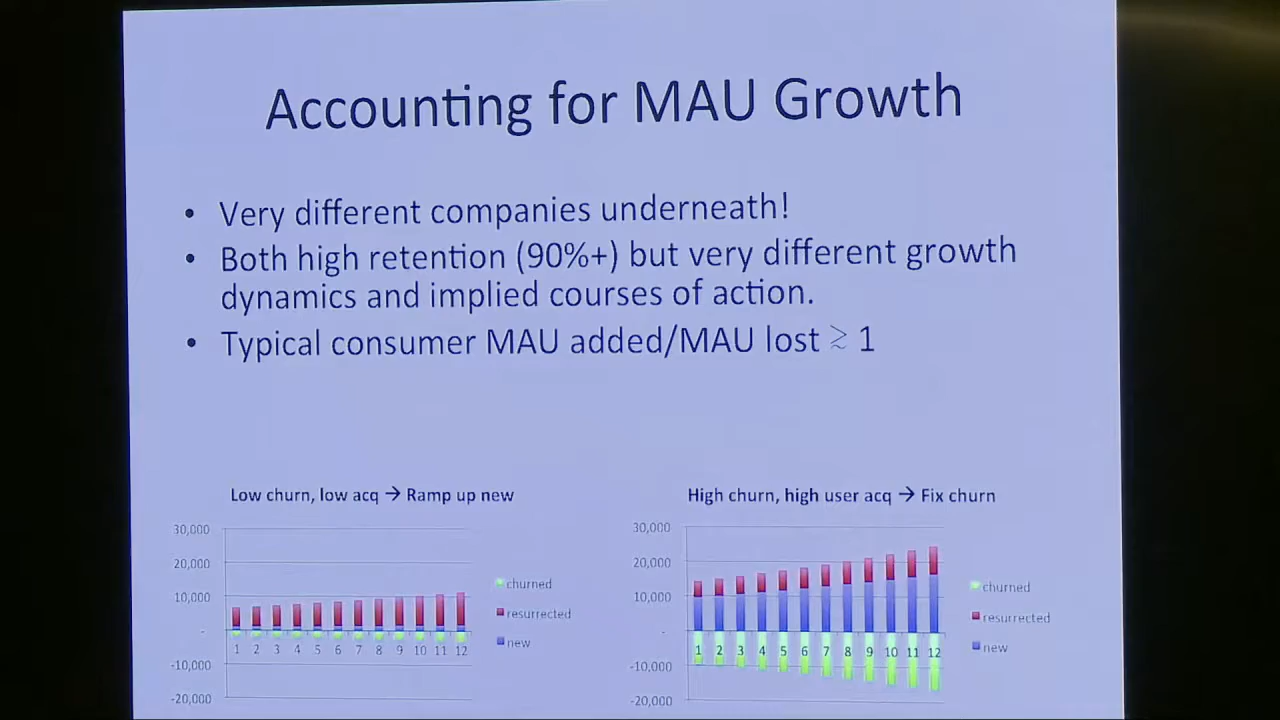 Accounting for MAU Growth
• Very different companies underneath!
• Both high retention (90%+) but very different growth
dynamics and implied courses of action.
• Typical consumer MAU added/MAU lost ≳ 1
Low churn, low acq → Ramp up new
30,000
20,000
10,000
-
-10,000
-20,000
1 2 3 4 5 6 7 8 9 10 11 12
churned
resurrected
new
High churn, high user acq → Fix churn
30,000
20,000
10,000
-
-10,000
-20,000
1 2 3 4 5 6 7 8 9 10 11 12
churned
resurrected
new